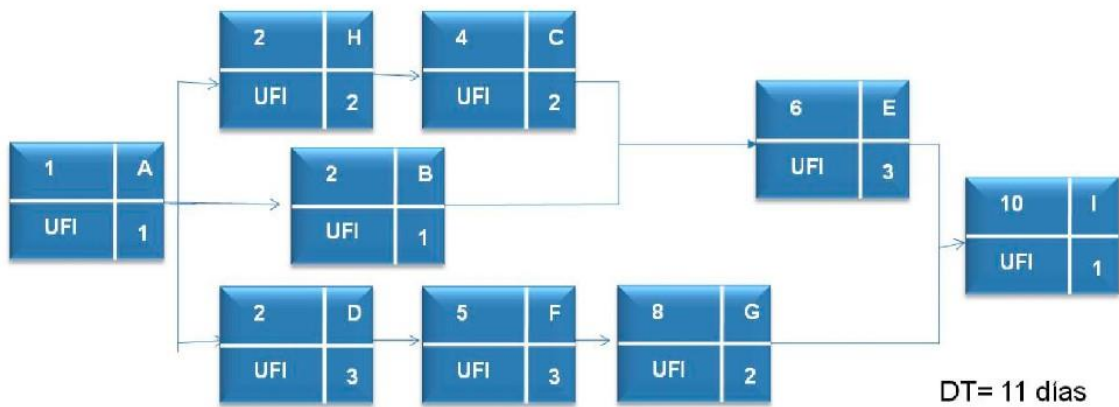 2 H
UFI 2
4 C
UFI 2
6 E
UFI 3
1 A
UFI 1
2 B
UFI 1
10 I
UFI 1
2 D
UFI 3
5 F
UFI 3
8 G
UFI 2
DT= 11 días